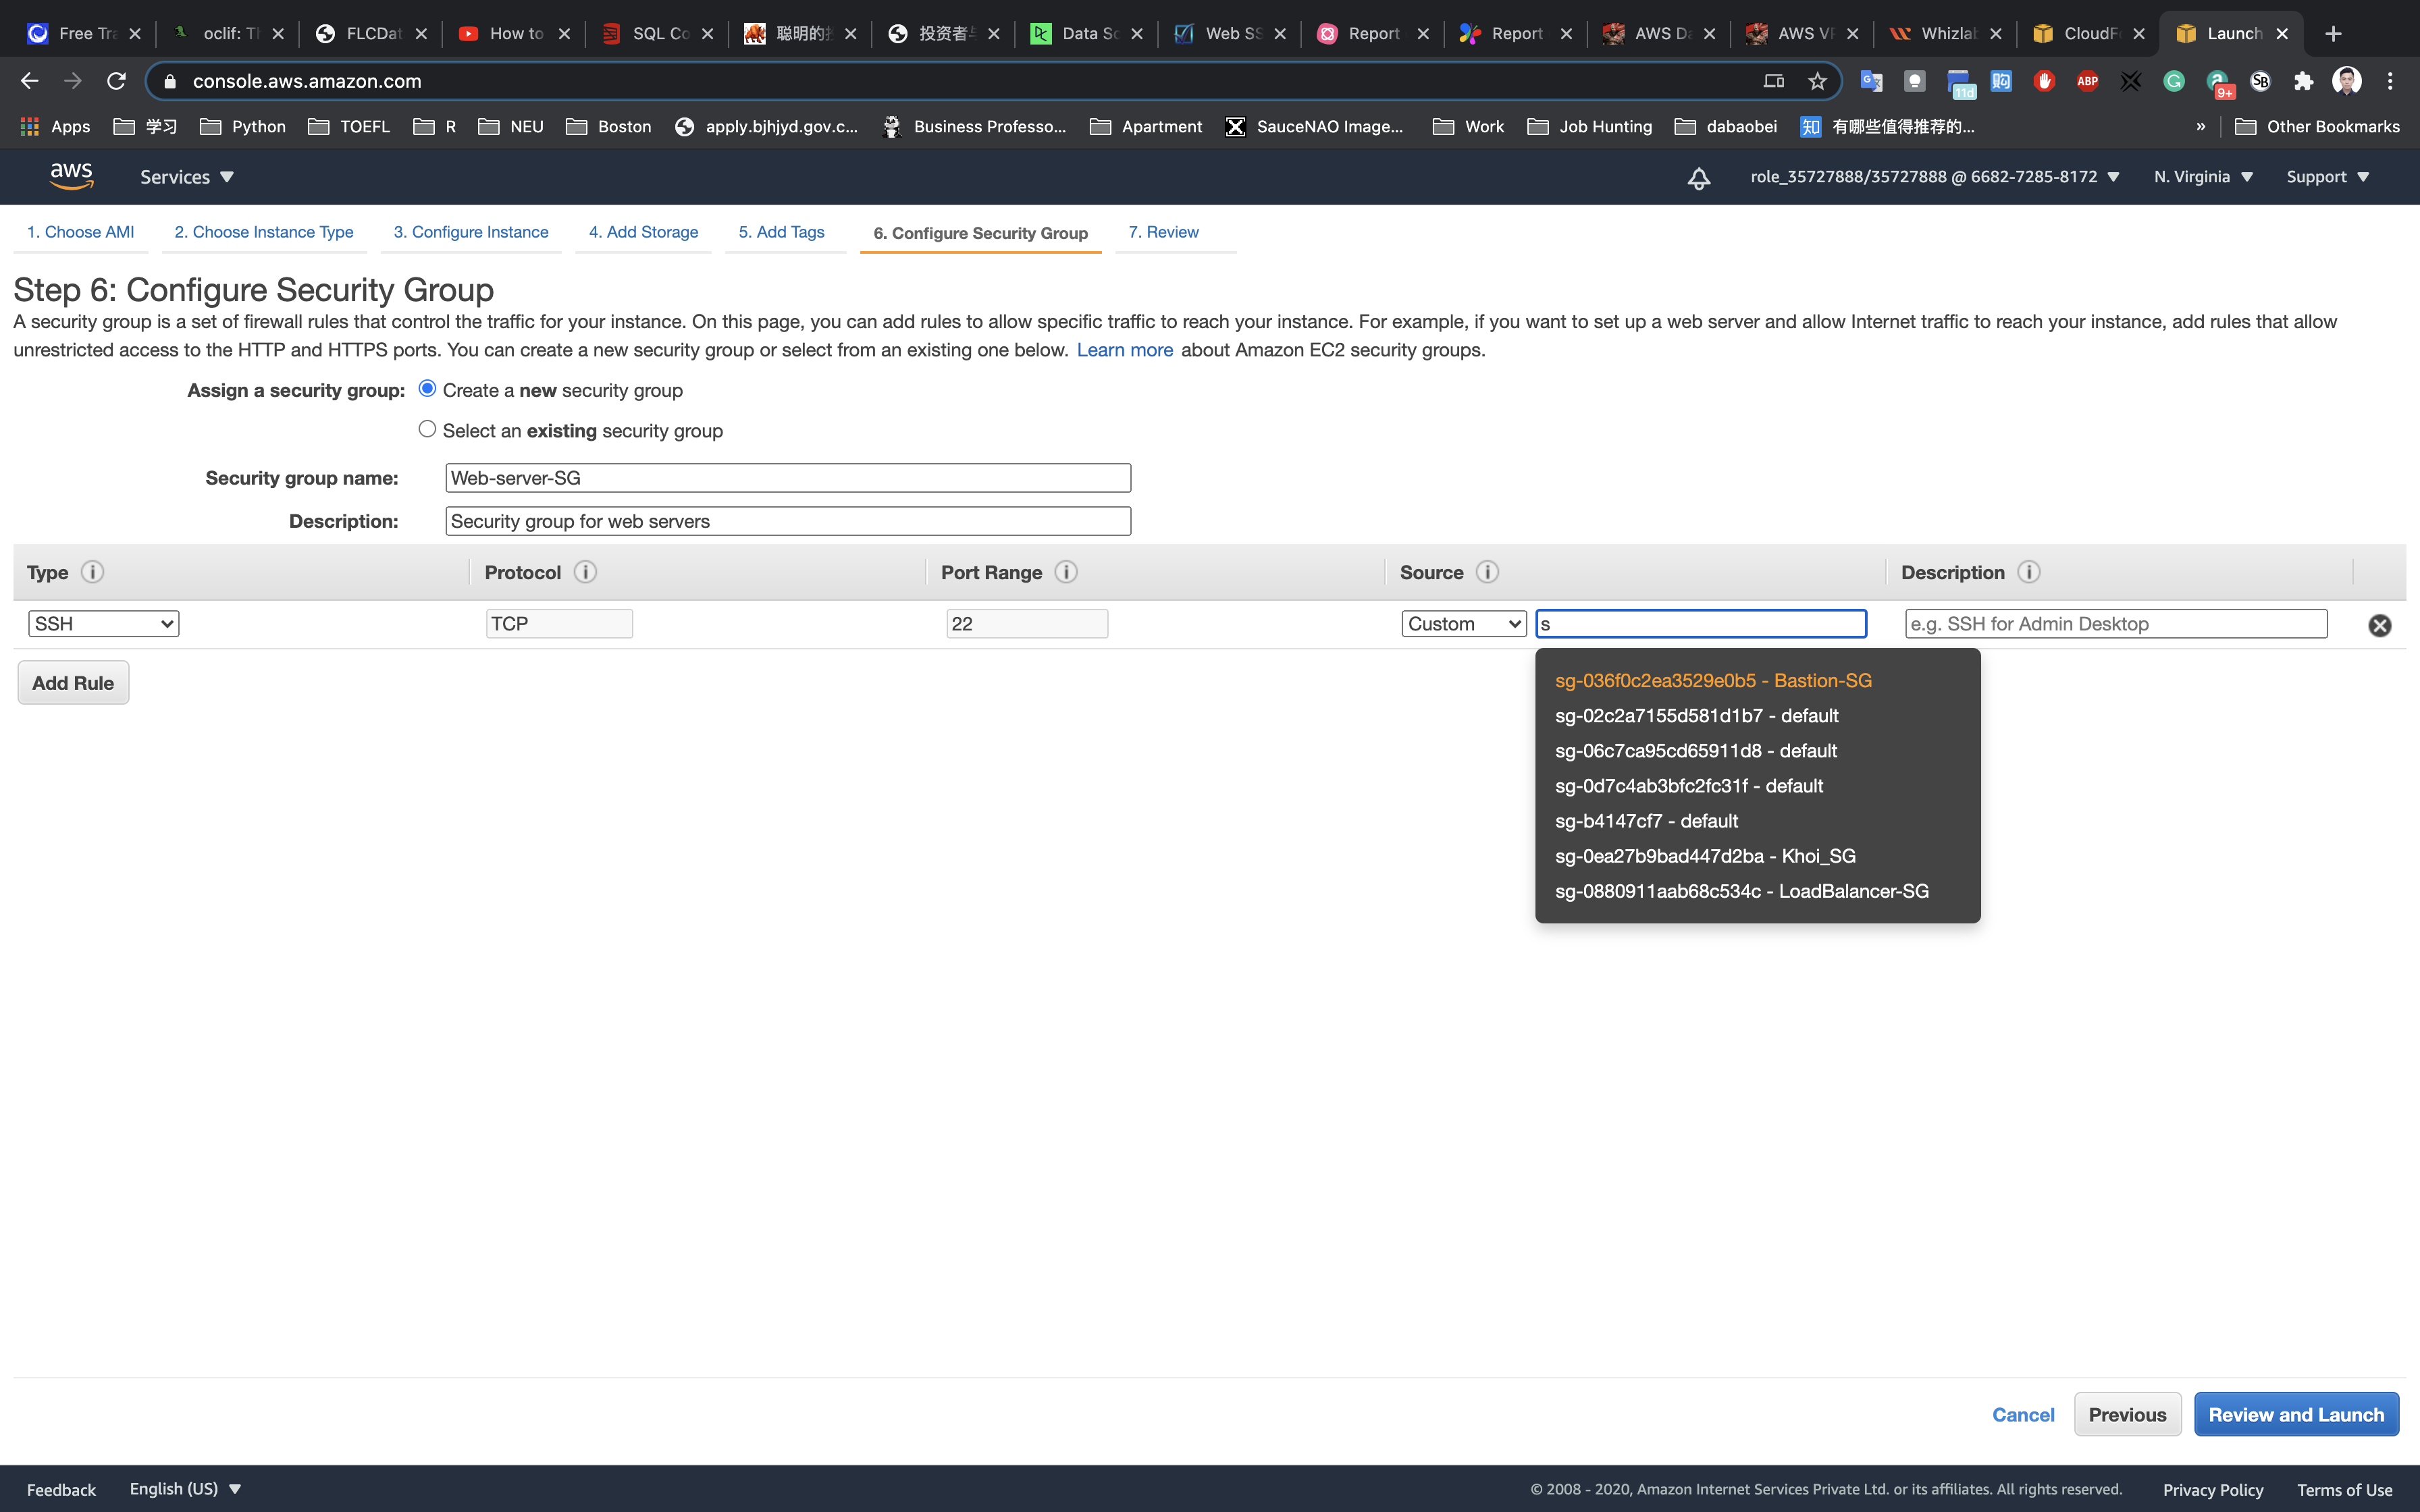 Free Tra
oclif: Th
FLCDat
How to
SQL Co
聪明的投
投资者与
Data Sc
Web SS
Report
Report
AWS Da
AWS VP
Whizlab
CloudFo
Launch
console.aws.amazon.com
11d
ABP
9+
SB
Apps
学习
Python
TOEFL
R
NEU
Boston
apply.bjhjyd.gov.c...
Business Professo...
Apartment
SauceNAO Image...
Work
Job Hunting
dabaobei
知 有哪些值得推荐的...
»
Other Bookmarks
aws
Services
role_35727888/35727888 @ 6682-7285-8172
N. Virginia
Support
1. Choose AMI
2. Choose Instance Type
3. Configure Instance
4. Add Storage
5. Add Tags
6. Configure Security Group
7. Review
Step 6: Configure Security Group
A security group is a set of firewall rules that control the traffic for your instance. On this page, you can add rules to allow specific traffic to reach your instance. For example, if you want to set up a web server and allow Internet traffic to reach your instance, add rules that allow
unrestricted access to the HTTP and HTTPS ports. You can create a new security group or select from an existing one below. Learn more about Amazon EC2 security groups.
Assign a security group: Create a new security group
Select an existing security group
Security group name: Web-server-SG
Description: Security group for web servers
Type Protocol Port Range Source Description
SSH TCP 22 Custom s e.g. SSH for Admin Desktop
Add Rule
sg-036f0c2ea3529e0b5 - Bastion-SG
sg-02c2a7155d581d1b7 - default
sg-06c7ca95cd65911d8 - default
sg-0d7c4ab3bfc2fc31f - default
sg-b4147cf7 - default
sg-0ea27b9bad447d2ba - Khoi_SG
sg-0880911aab68c534c - LoadBalancer-SG
Cancel
Previous
Review and Launch
Feedback
English (US)
© 2008 - 2020, Amazon Internet Services Private Ltd. or its affiliates. All rights reserved.
Privacy Policy
Terms of Use